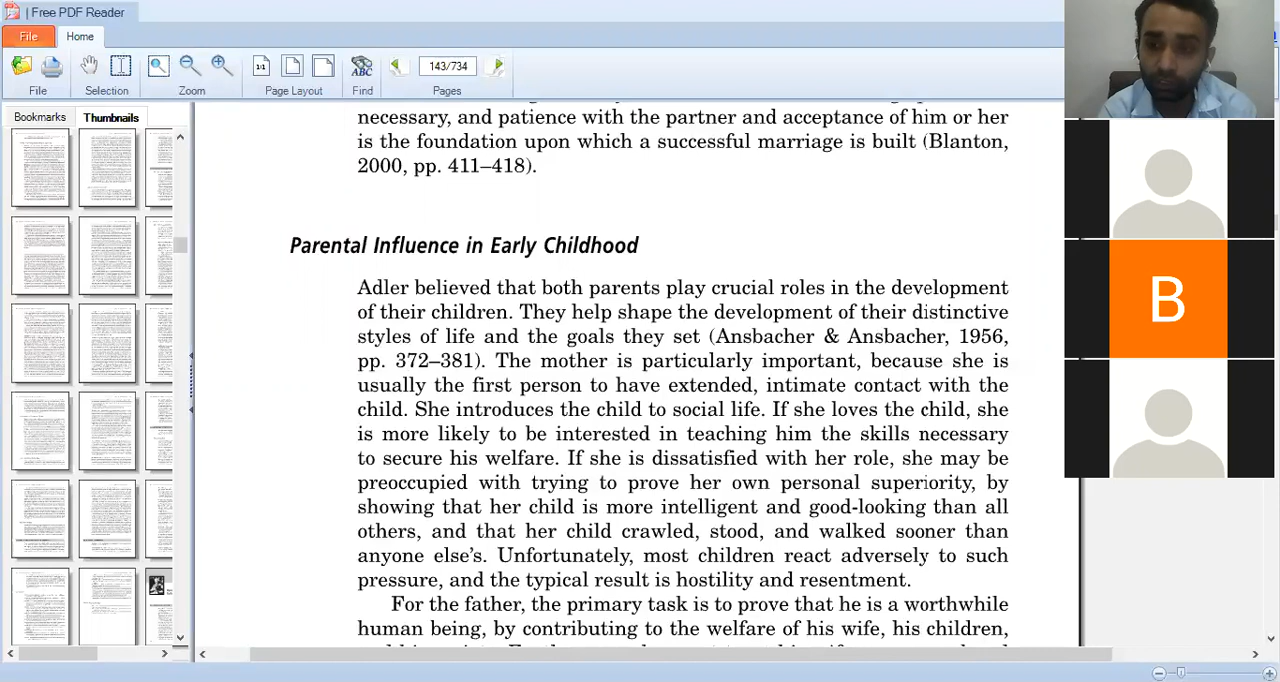 | Free PDF Reader
File Home
143/734
File Selection Zoom Page Layout Find Pages
Bookmarks Thumbnails
necessary, and patience with the partner and acceptance of him or her
is the foundation upon which a successful marriage is built (Blanton,
2000, pp. 411–418).
Parental Influence in Early Childhood
Adler believed that both parents play crucial roles in the development
of their children. They help shape the development of their distinctive
styles of life and the goals they set (Ansbacher & Ansbacher, 1956,
pp. 372–381). The mother is particularly important, because she is
usually the first person to have extended, intimate contact with the
child. She introduces the child to social life. If she loves the child, she
is more likely to be interested in teaching him the skills necessary
to secure his welfare. If she is dissatisfied with her role, she may be
preoccupied with trying to prove her own personal superiority, by
showing that her child is more intelligent and good-looking than all
others, and that her child crawled, stood, and walked sooner than
anyone else's. Unfortunately, most children react adversely to such
pressure, and the typical result is hostility and resentment.
For the father, the primary task is to prove that he is a worthwhile
human being, by contributing to the welfare of his wife, his children,
B